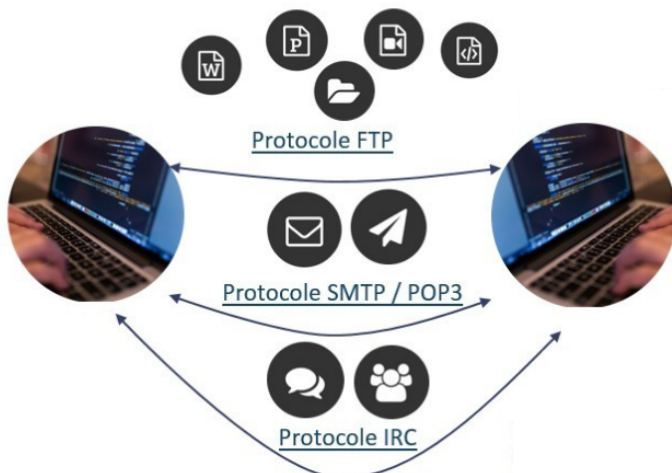 W
P
</>
Protocole FTP
Protocole SMTP / POP3
Protocole IRC